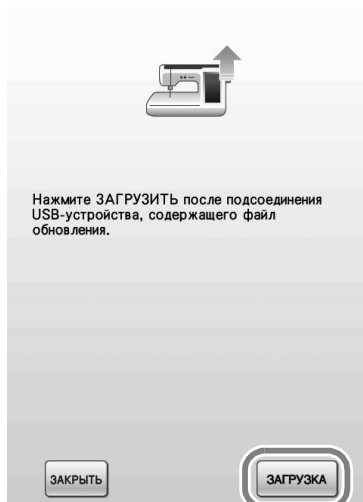 Нажмите ЗАГРУЗИТЬ после подсоединения
USB-устройства, содержащего файл
обновления.
ЗАКРЫТЬ
ЗАГРУЗКА